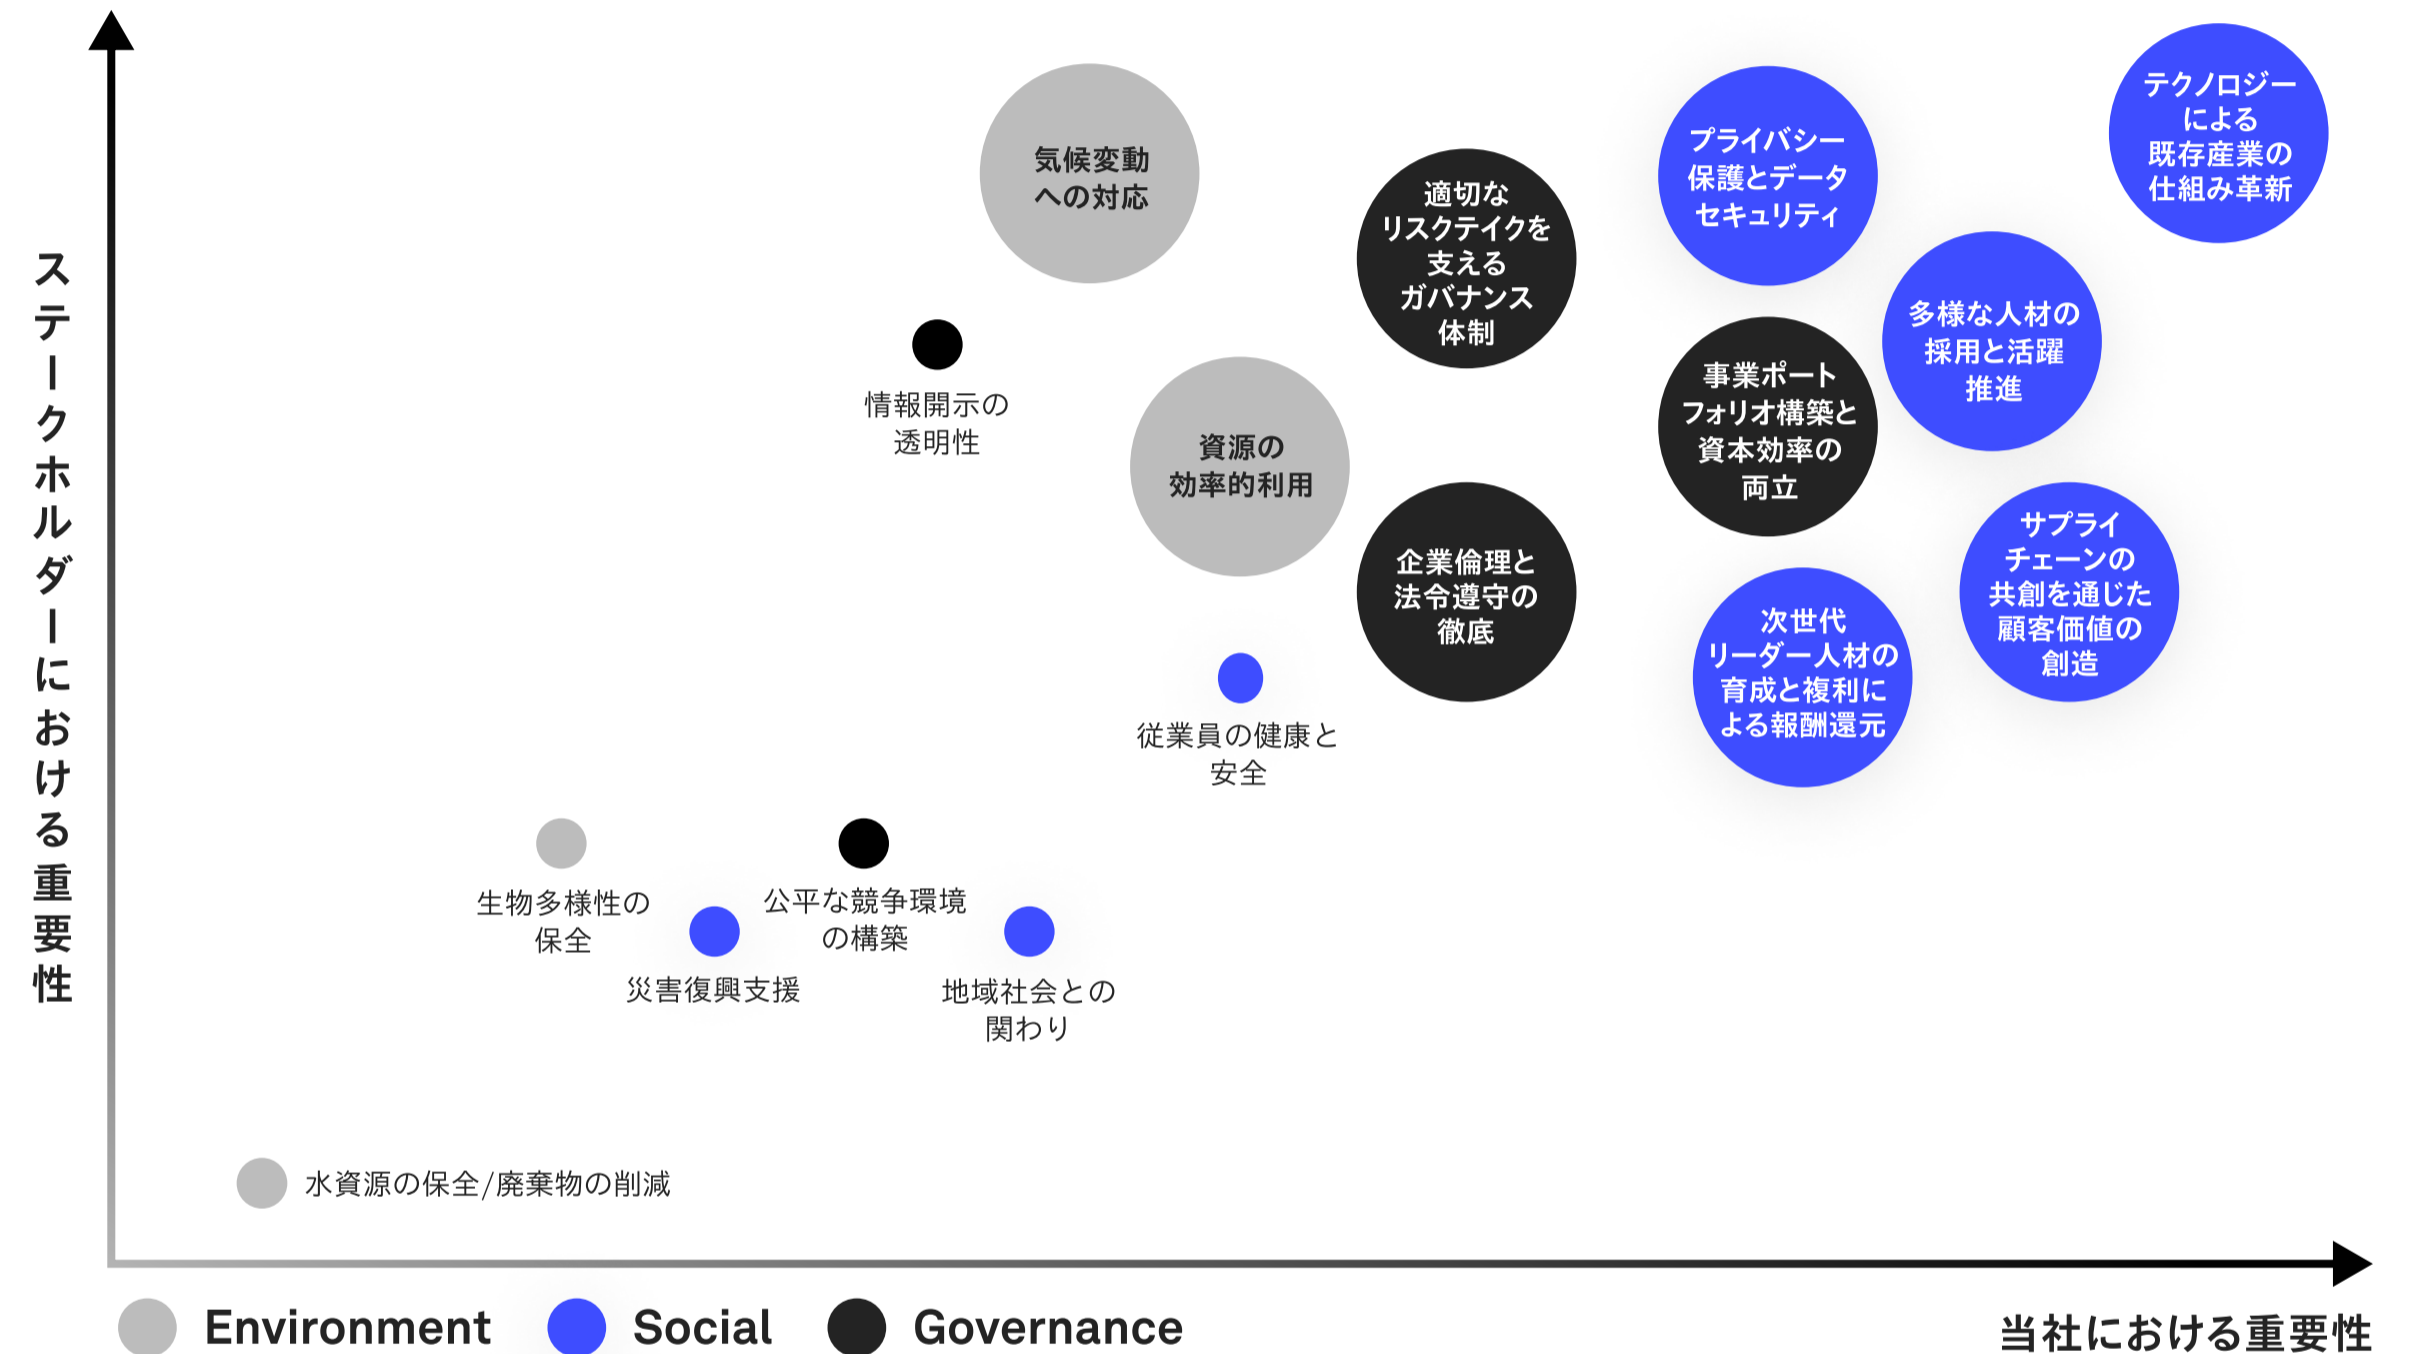 ステークホルダーにおける重要性
気候変動
への対応
適切な
リスクテイクを
支える
ガバナンス
体制
プライバシー
保護とデータ
セキュリティ
テクノロジー
による
既存産業の
仕組み革新
情報開示の
透明性
資源の
効率的利用
事業ポート
フォリオ構築と
資本効率の
両立
多様な人材の
採用と活躍
推進
企業倫理と
法令遵守の
徹底
サプライ
チェーンの
共創を通じた
顧客価値の
創造
次世代
リーダー人材の
育成と複利に
よる報酬還元
従業員の健康と
安全
生物多様性の
保全
災害復興支援
公平な競争環境
の構築
地域社会との
関わり
水資源の保全/廃棄物の削減
Environment
Social
Governance
当社における重要性